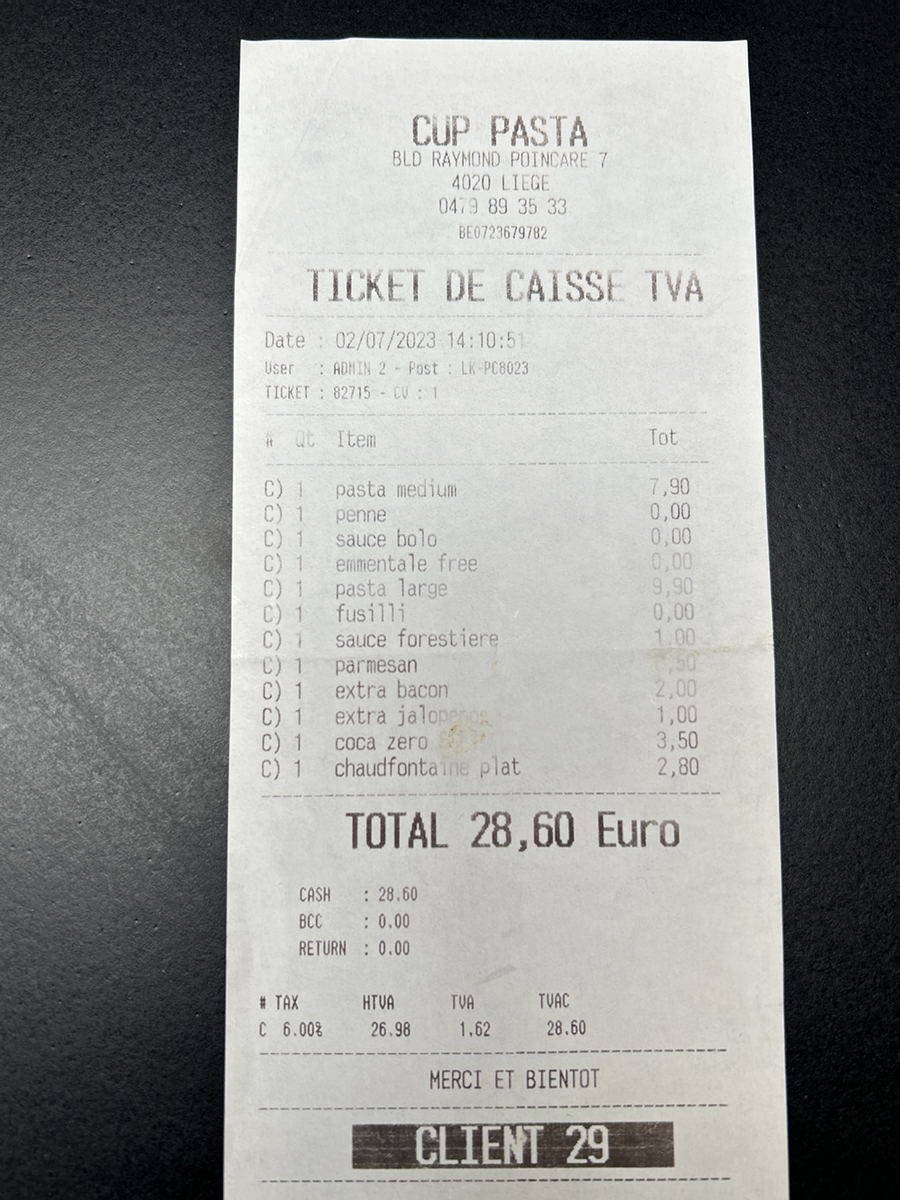 CUP PASTA
BLD RAYMOND POINCARE 7
4020 LIEGE
0479 89 35 33
BE0723679782
TICKET DE CAISSE TVA
Date : 02/07/2023 14:10:51
User : ADMIN 2 - Post : LK-PC8023
TICKET : 82715 - CV : 1
# Qt Item Tot
C) 1 pasta medium 7,90
C) 1 penne 0,00
C) 1 sauce bolo 0,00
C) 1 emmentale free 0,00
C) 1 pasta large 9,90
C) 1 fusilli 0,00
C) 1 sauce forestiere 1,00
C) 1 parmesan ,50
C) 1 extra bacon 2,00
C) 1 extra jalopenos 1,00
C) 1 coca zero 3,50
C) 1 chaudfontaine plat 2,80
TOTAL 28,60 Euro
CASH : 28.60
BCC : 0.00
RETURN : 0.00
# TAX HTVA TVA TVAC
C 6.00% 26.98 1.62 28.60
MERCI ET BIENTOT
CLIENT 29